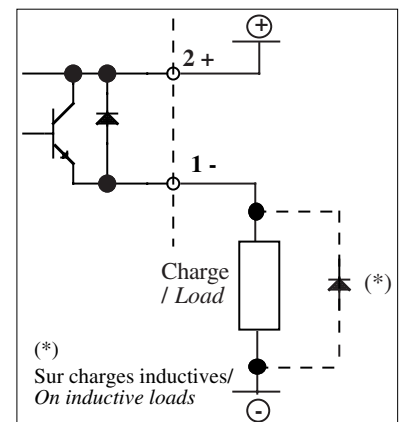 +
2 +
1 -
Charge
/ Load
(*)
(*)
Sur charges inductives/
On inductive loads
-